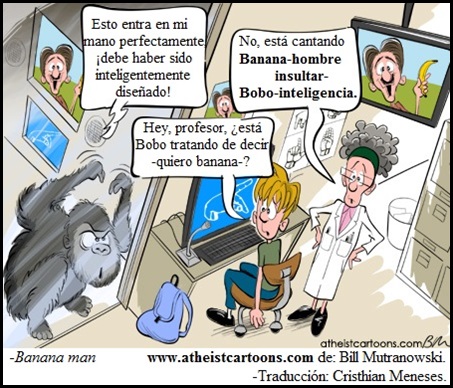 Esto entra en mi
mano perfectamente
¡debe haber sido
inteligentemente
diseñado!
No, está cantando
Banana-hombre
insultar-
Bobo-inteligencia.
Hey, profesor, ¿está
Bobo tratando de decir
-quiero banana-?
atheistcartoons.com
-Banana man
www.atheistcartoons.com de: Bill Mutranowski.
-Traducción: Cristhian Meneses.